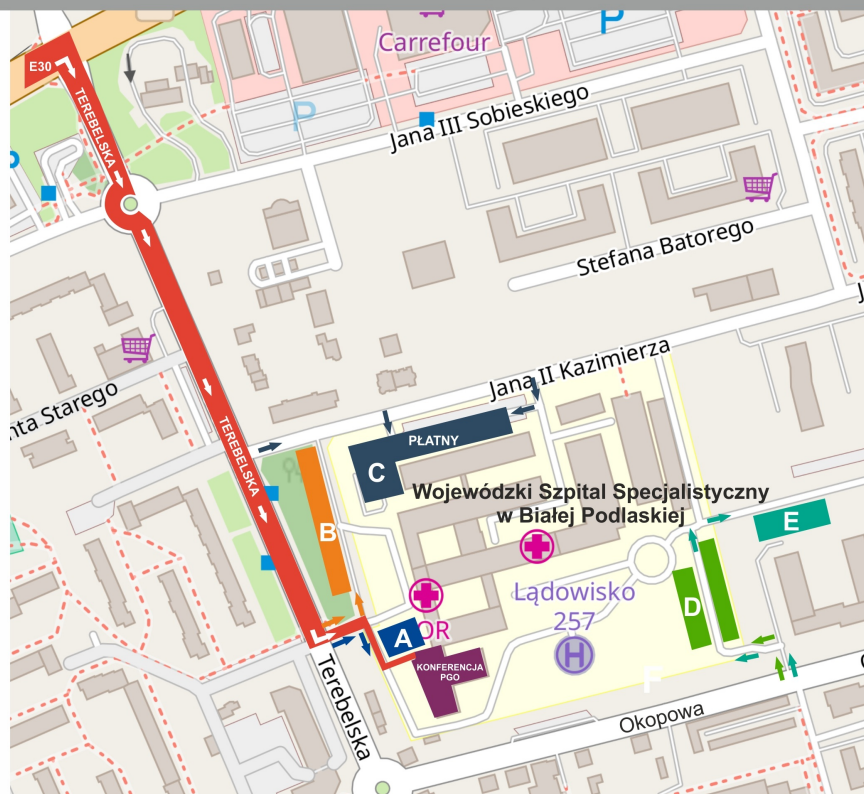 P
Carrefour
E30
TEREBELSKA
P
Jana III Sobieskiego
P
Stefana Batorego
J
Jana II Kazimierza
nta Starego
PŁATNY
TEREBELSKA
C
Wojewódzki Szpital Specjalistyczny
w Białej Podlaskiej
B
E
Lądowisko
257
D
A
OR
H
KONFERENCJA
PGO
F
Terebelska
Okopowa